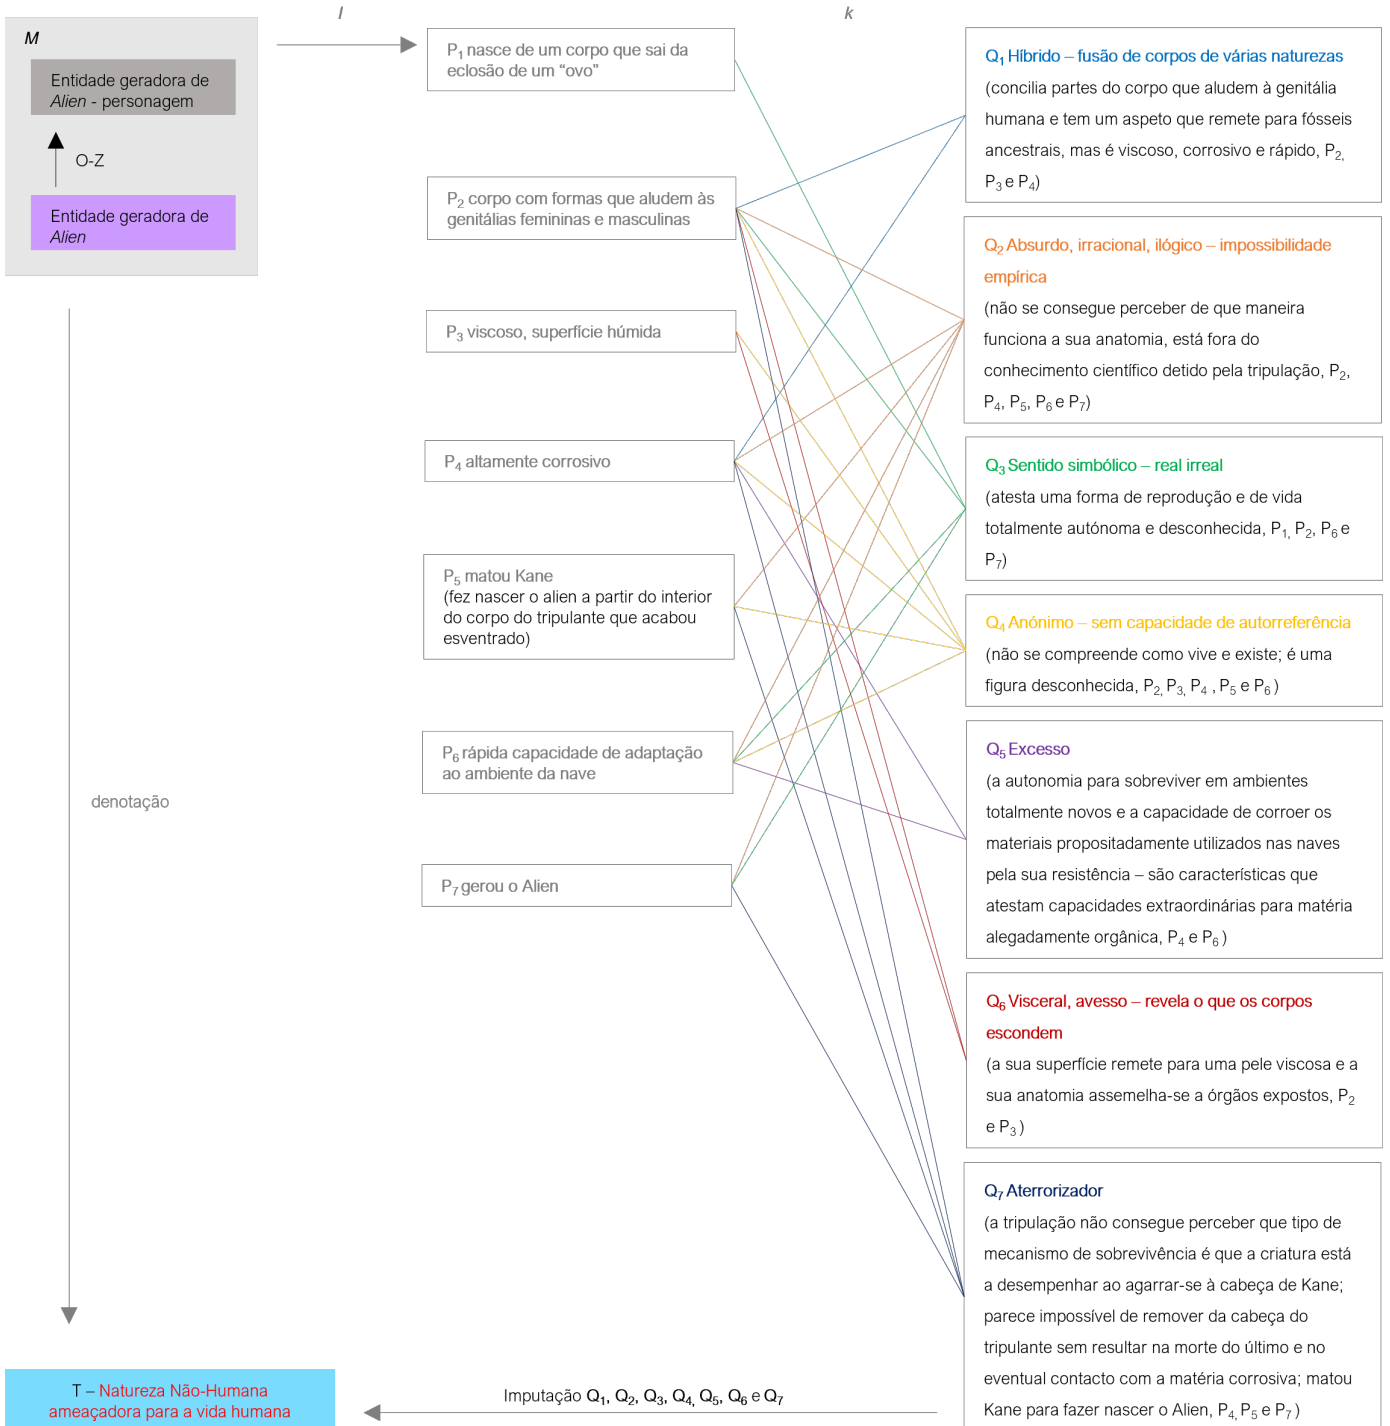 M
Entidade geradora de
Alien - personagem
O-Z
Entidade geradora de
Alien
denotação
T – Natureza Não-Humana
ameaçadora para a vida humana
I
P1 nasce de um corpo que sai da
eclosão de um “ovo”
P2 corpo com formas que aludem às
genitálias femininas e masculinas
P3 viscoso, superfície húmida
P4 altamente corrosivo
P5 matou Kane
(fez nascer o alien a partir do interior
do corpo do tripulante que acabou
esventrado)
P6 rápida capacidade de adaptação
ao ambiente da nave
P7 gerou o Alien
k
Q1 Híbrido – fusão de corpos de várias naturezas
(concilia partes do corpo que aludem à genitália
humana e tem um aspeto que remete para fósseis
ancestrais, mas é viscoso, corrosivo e rápido, P2,
P3 e P4)
Q2 Absurdo, irracional, ilógico – impossibilidade
empírica
(não se consegue perceber de que maneira
funciona a sua anatomia, está fora do
conhecimento científico detido pela tripulação, P2,
P4, P5, P6 e P7)
Q3 Sentido simbólico – real irreal
(atesta uma forma de reprodução e de vida
totalmente autónoma e desconhecida, P1, P2, P6 e
P7)
Q4 Anónimo – sem capacidade de autorreferência
(não se compreende como vive e existe; é uma
figura desconhecida, P2, P3, P4 , P5 e P6 )
Q5 Excesso
(a autonomia para sobreviver em ambientes
totalmente novos e a capacidade de corroer os
materiais propositadamente utilizados nas naves
pela sua resistência – são características que
atestam capacidades extraordinárias para matéria
alegadamente orgânica, P4 e P6 )
Q6 Visceral, avesso – revela o que os corpos
escondem
(a sua superfície remete para uma pele viscosa e a
sua anatomia assemelha-se a órgãos expostos, P2
e P3 )
Q7 Aterrorizador
(a tripulação não consegue perceber que tipo de
mecanismo de sobrevivência é que a criatura está
a desempenhar ao agarrar-se à cabeça de Kane;
parece impossível de remover da cabeça do
tripulante sem resultar na morte do último e no
eventual contacto com a matéria corrosiva; matou
Kane para fazer nascer o Alien, P4, P5 e P7 )
Imputação Q1, Q2, Q3, Q4, Q5, Q6 e Q7